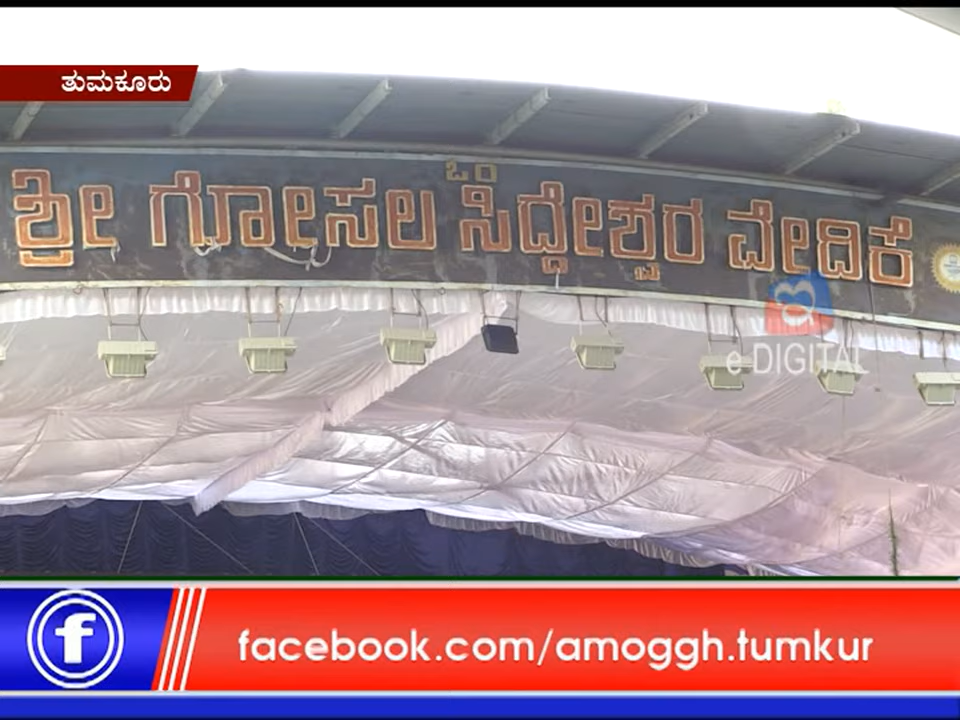 ತುಮಕೂರು
ಓಂ
ಶ್ರೀ ಗೋಸಲ ಸಿದ್ದೇಶ್ವರ ವೇದಿಕೆ
e DIGITAL
facebook.com/amoggh.tumkur